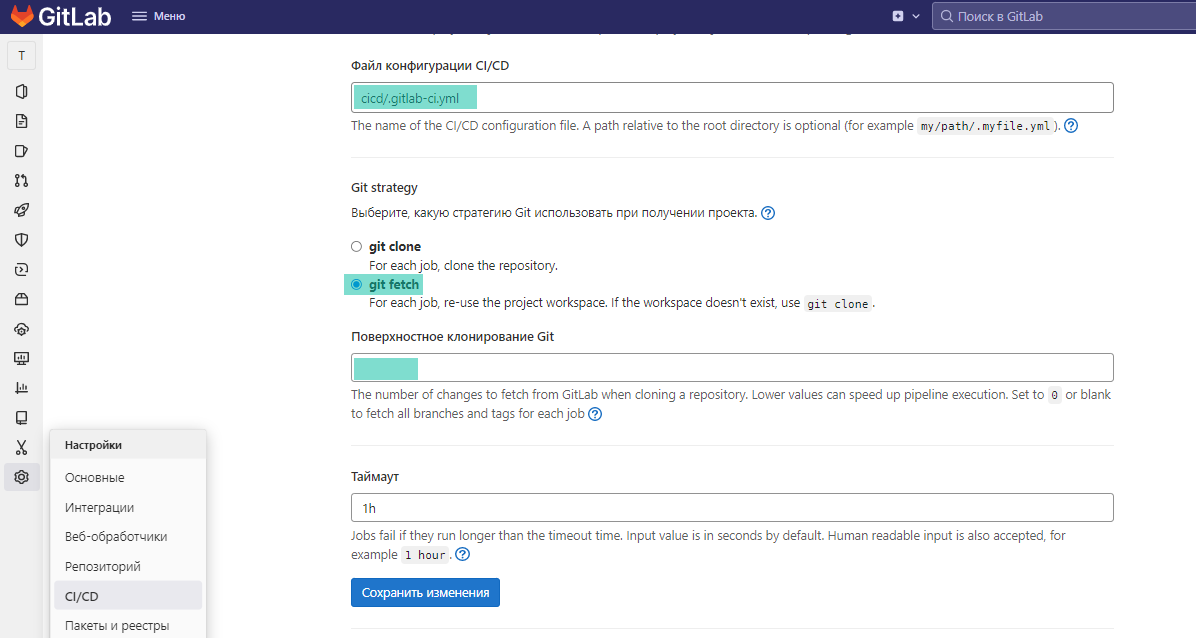 GitLab
Меню
Поиск в GitLab
T
Файл конфигурации CI/CD
cicd/.gitlab-ci.yml
The name of the CI/CD configuration file. A path relative to the root directory is optional (for example my/path/.myfile.yml).
Git strategy
Выберите, какую стратегию Git использовать при получении проекта.
git clone
For each job, clone the repository.
git fetch
For each job, re-use the project workspace. If the workspace doesn't exist, use git clone.
Поверхностное клонирование Git
The number of changes to fetch from GitLab when cloning a repository. Lower values can speed up pipeline execution. Set to 0 or blank
to fetch all branches and tags for each job
Таймаут
1h
Jobs fail if they run longer than the timeout time. Input value is in seconds by default. Human readable input is also accepted, for
example 1 hour.
Сохранить изменения
Настройки
Основные
Интеграции
Веб-обработчики
Репозиторий
CI/CD
Пакеты и реестры